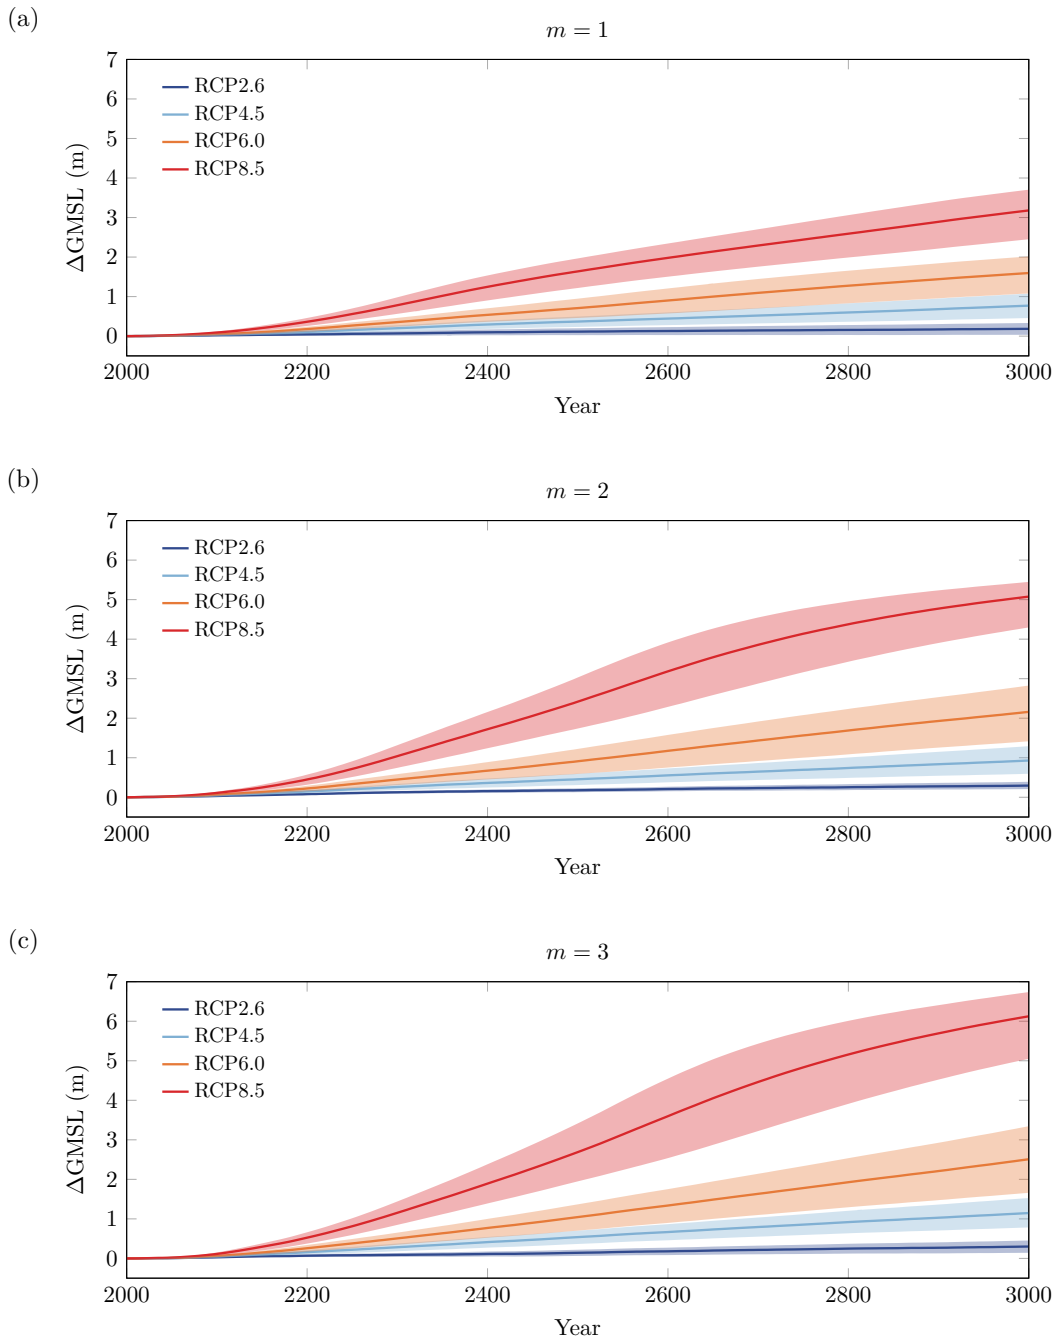 (a)
m = 1
7
6
5
4
3
2
1
0
ΔGMSL (m)
RCP2.6
RCP4.5
RCP6.0
RCP8.5
2000 2200 2400 2600 2800 3000
Year
(b)
m = 2
7
6
5
4
3
2
1
0
ΔGMSL (m)
RCP2.6
RCP4.5
RCP6.0
RCP8.5
2000 2200 2400 2600 2800 3000
Year
(c)
m = 3
7
6
5
4
3
2
1
0
ΔGMSL (m)
RCP2.6
RCP4.5
RCP6.0
RCP8.5
2000 2200 2400 2600 2800 3000
Year